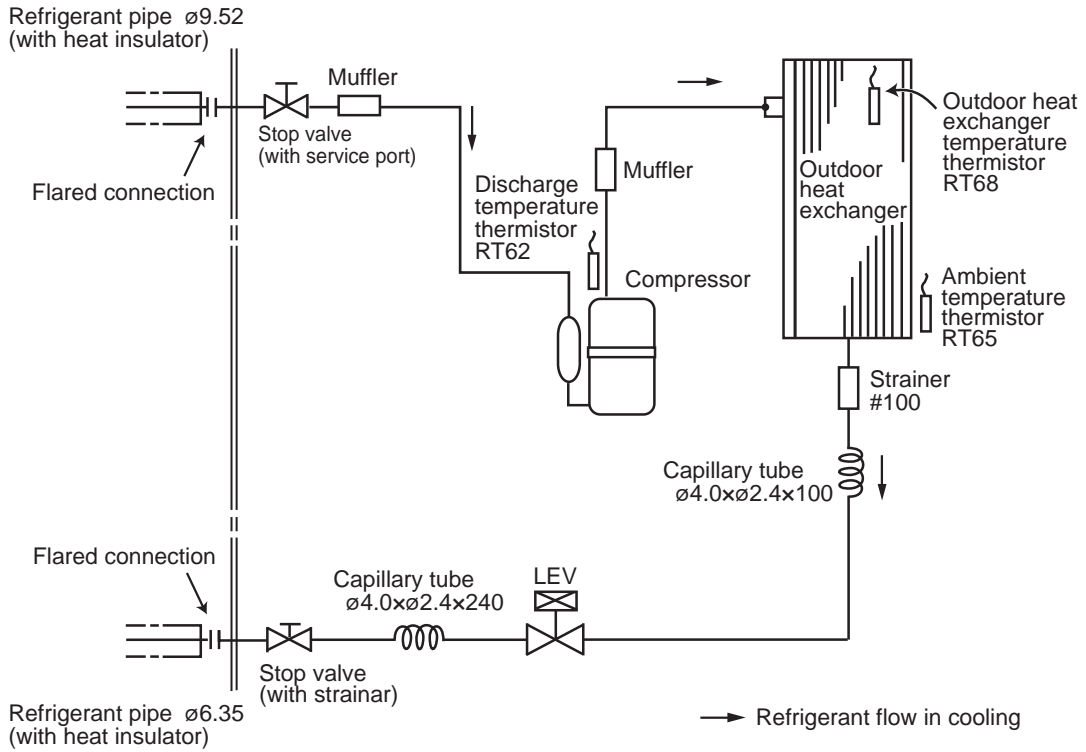 Refrigerant pipe ø9.52
(with heat insulator)
Muffler
Stop valve
(with service port)
Flared connection
Discharge
temperature
thermistor
RT62
Muffler
Compressor
Outdoor
heat
exchanger
Outdoor heat
exchanger
temperature
thermistor
RT68
Ambient
temperature
thermistor
RT65
Strainer
#100
Capillary tube
ø4.0×ø2.4×100
Flared connection
Capillary tube
ø4.0×ø2.4×240
LEV
Stop valve
(with strainar)
Refrigerant pipe ø6.35
(with heat insulator)
Refrigerant flow in cooling